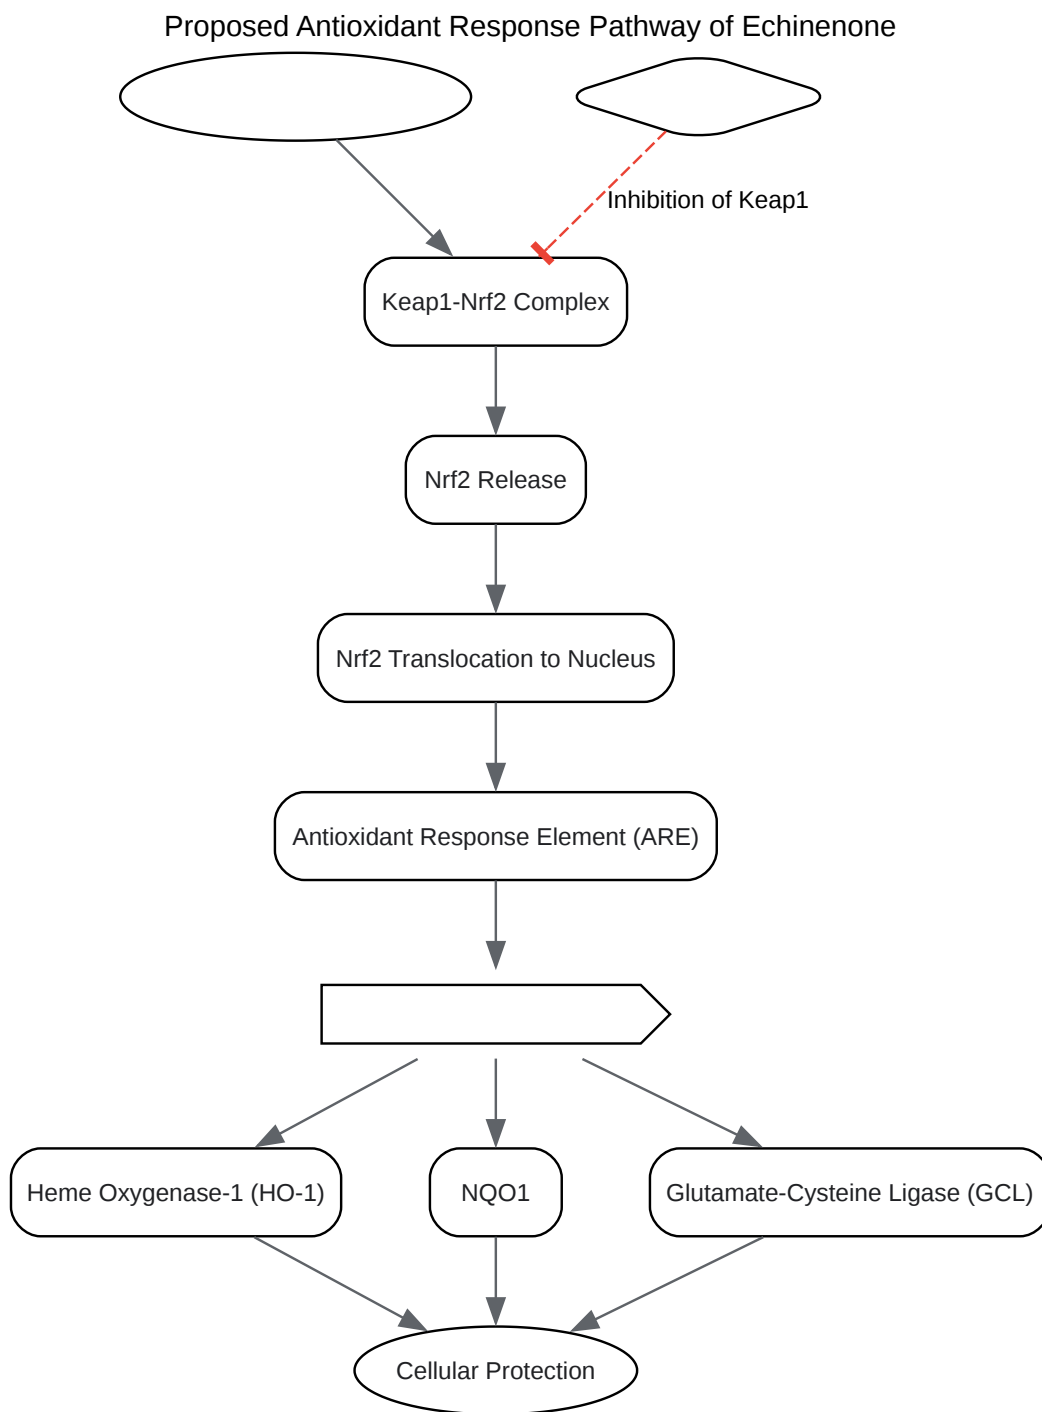 Proposed Antioxidant Response Pathway of Echinenone
Inhibition of Keap1
Keap1-Nrf2 Complex
Nrf2 Release
Nrf2 Translocation to Nucleus
Antioxidant Response Element (ARE)
Heme Oxygenase-1 (HO-1)
NQO1
Glutamate-Cysteine Ligase (GCL)
Cellular Protection